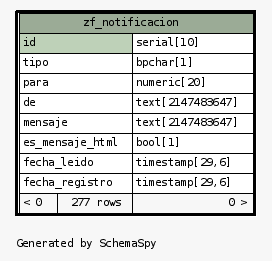 zf_notificacion
id serial[10]
tipo bpchar[1]
para numeric[20]
de text[2147483647]
mensaje text[2147483647]
es_mensaje_html bool[1]
fecha_leido timestamp[29,6]
fecha_registro timestamp[29,6]
< 0 277 rows 0 >
Generated by SchemaSpy